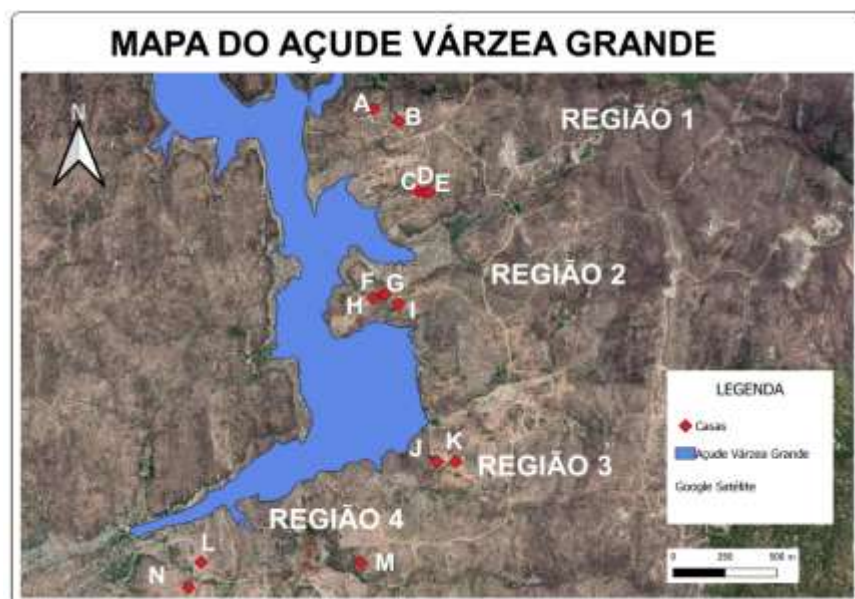 MAPA DO AÇUDE VÁRZEA GRANDE
N
A
B
REGIÃO 1
C D E
REGIÃO 2
F G
H I
LEGENDA
Casas
Açude Várzea Grande
Google Satélite
J K
REGIÃO 3
REGIÃO 4
L
M
N
0 250 500 m